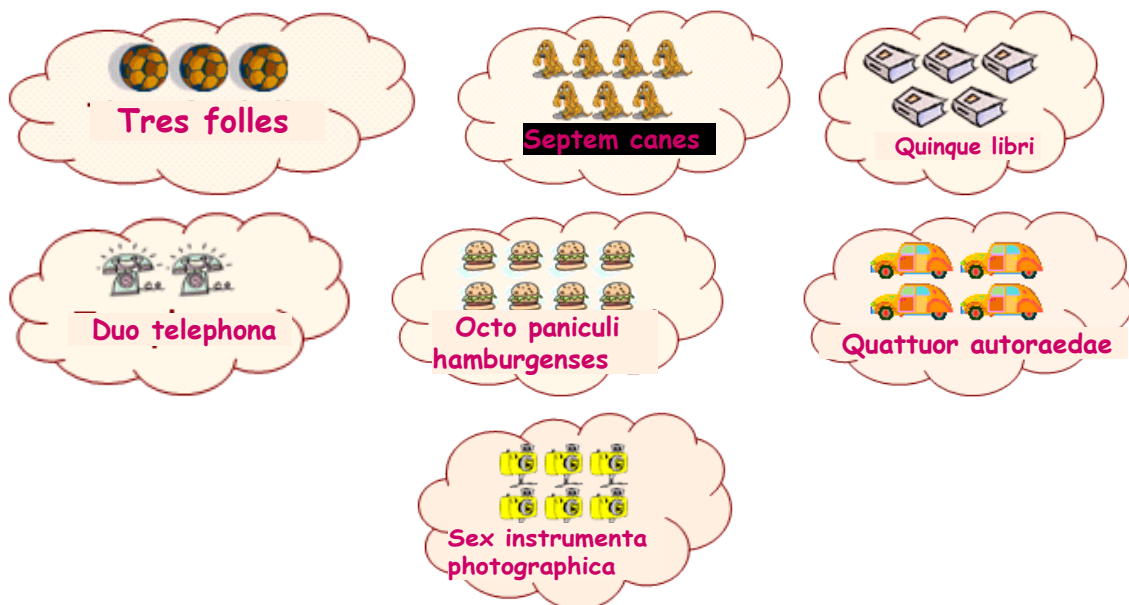 Tres folles
Septem canes
Quinque libri
Duo telephona
Octo paniculi
hamburgenses
Quattuor autoraedae
Sex instrumenta
photographica